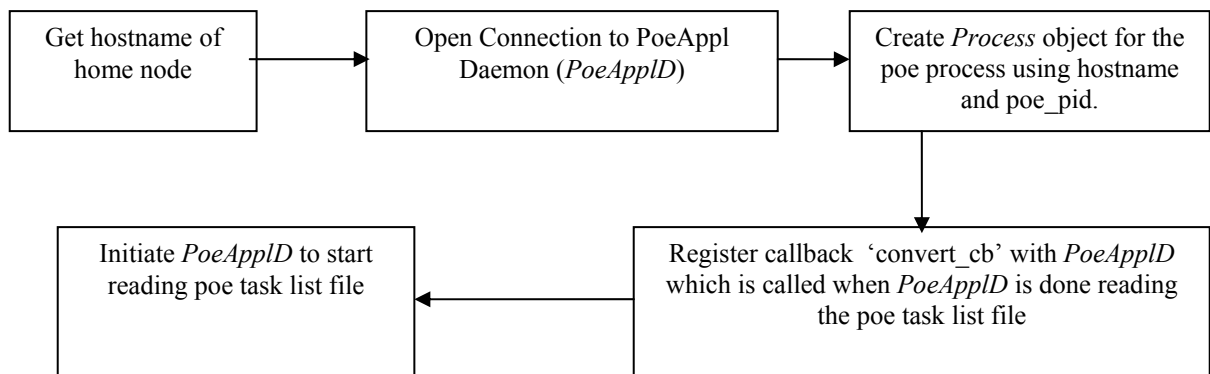 Get hostname of
home node
Open Connection to PoeAppl
Daemon (PoeApplD)
Create Process object for the
poe process using hostname
and poe_pid.
Register callback ‘convert_cb’ with PoeApplD
which is called when PoeApplD is done reading
the poe task list file
Initiate PoeApplD to start
reading poe task list file